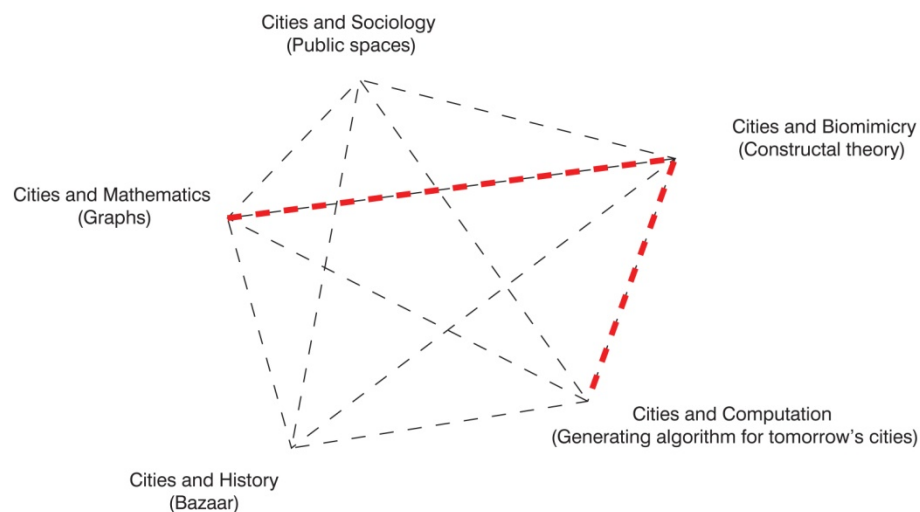 Cities and Sociology
(Public spaces)
Cities and Biomimicry
(Constructal theory)
Cities and Mathematics
(Graphs)
Cities and Computation
(Generating algorithm for tomorrow's cities)
Cities and History
(Bazaar)